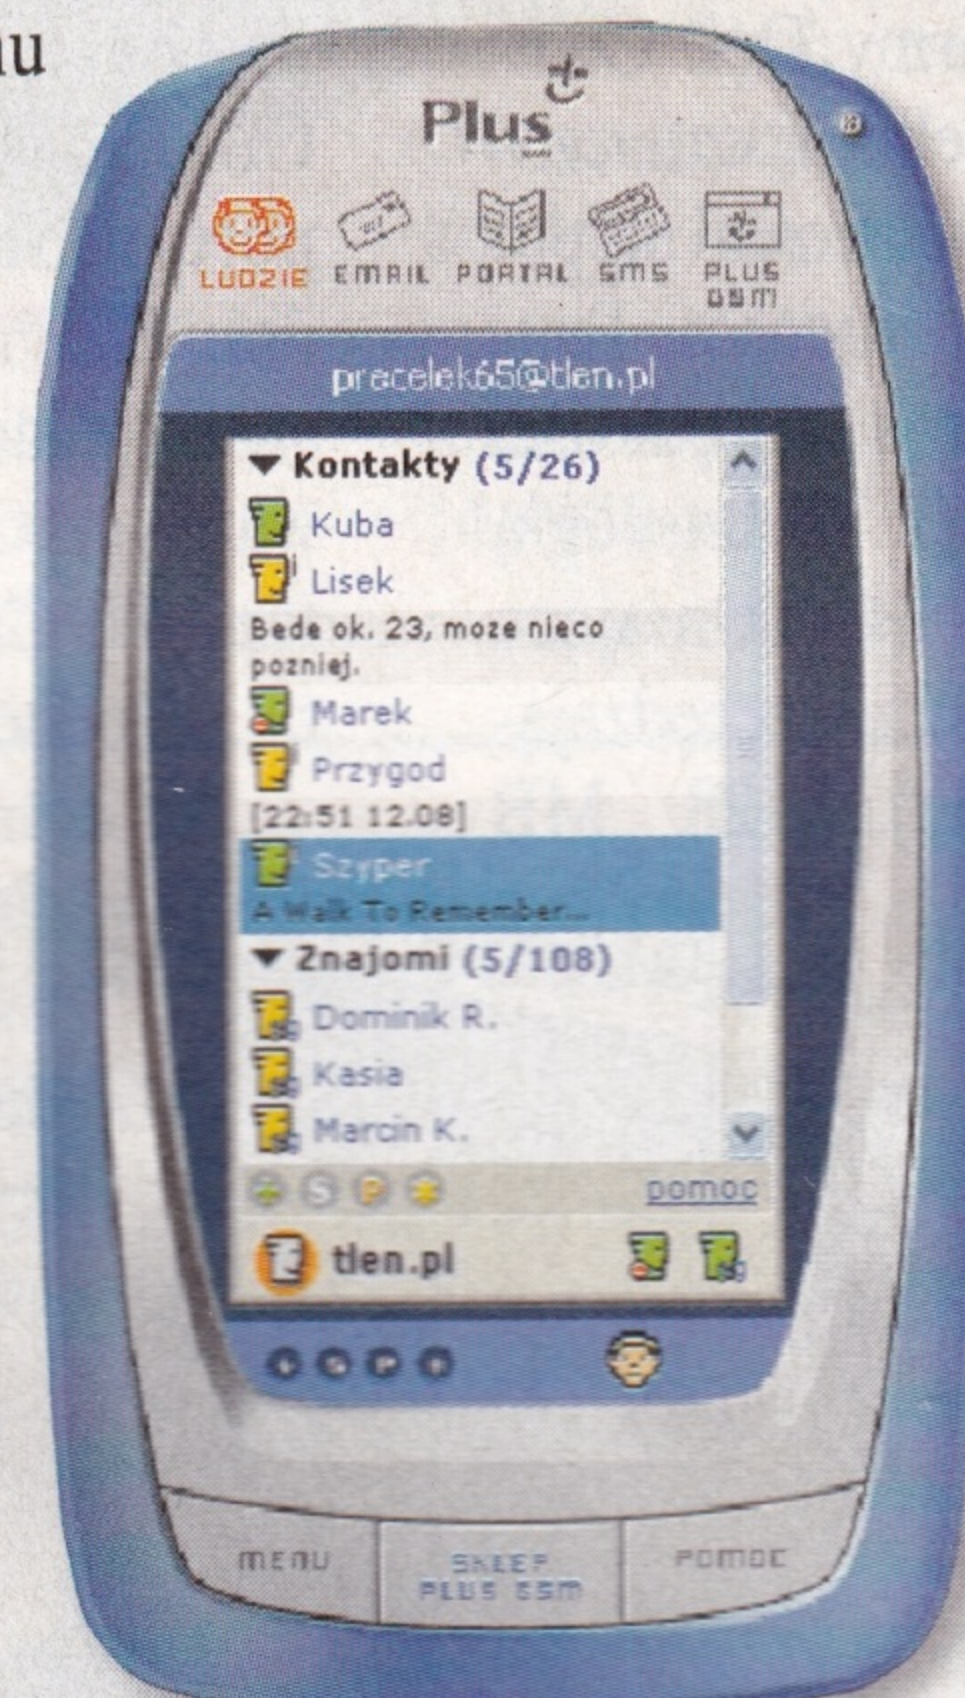 Plus
LUDZIE EMAIL PORTAL SMS PLUS GSM
pracelek65@tlen.pl
Kontakty (5/26)
Kuba
Lisek
Bede ok. 23, moze nieco
pozniej.
Marek
Przygod
[22:51 12.08]
Szyper
A Walk To Remember...
Znajomi (5/108)
Dominik R.
Kasia
Marcin K.
S P pomoc
tlen.pl
S P
MENU SKLEP PLUS GSM POMOC